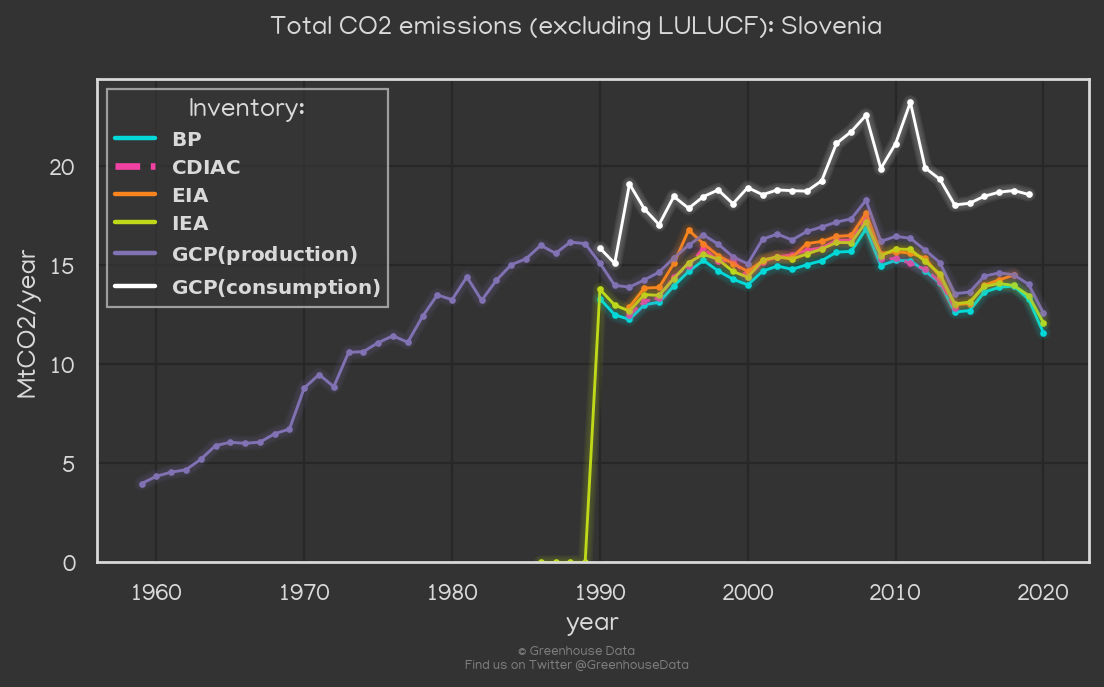 Total CO2 emissions (excluding LULUCF): Slovenia
Inventory:
BP
CDIAC
EIA
IEA
GCP(production)
GCP(consumption)
MtCO2/year
20
15
10
5
0
1960 1970 1980 1990 2000 2010 2020
year
© Greenhouse Data
Find us on Twitter @GreenhouseData